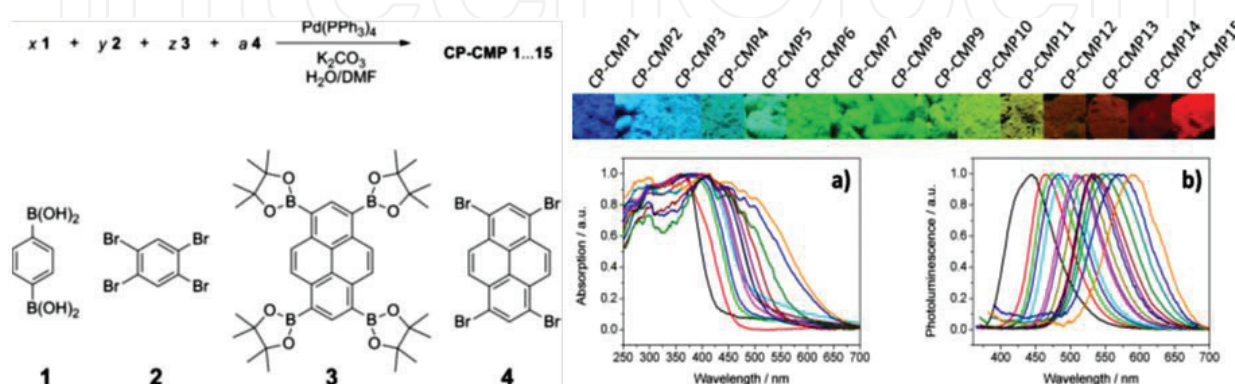 Pd(PPh₃)₄
x 1 + y 2 + z 3 + a 4
CP-CMP 1...15
K₂CO₃
H₂O/DMF
B(OH)₂
B(OH)₂
1
Br
Br
Br
Br
2
O
O
B
B
O
O
O
O
B
B
O
O
3
Br
Br
Br
Br
4
CP-CMP1
CP-CMP2
CP-CMP3
CP-CMP4
CP-CMP5
CP-CMP6
CP-CMP7
CP-CMP8
CP-CMP9
CP-CMP10
CP-CMP11
CP-CMP12
CP-CMP13
CP-CMP14
CP-CMP15
a)
Absorption / a.u.
1.0
0.8
0.6
0.4
0.2
0.0
250 300 350 400 450 500 550 600 700
Wavelength / nm
b)
Photoluminescence / a.u.
1.0
0.8
0.6
0.4
0.2
0.0
400 450 500 550 600 650 700
Wavelength / nm